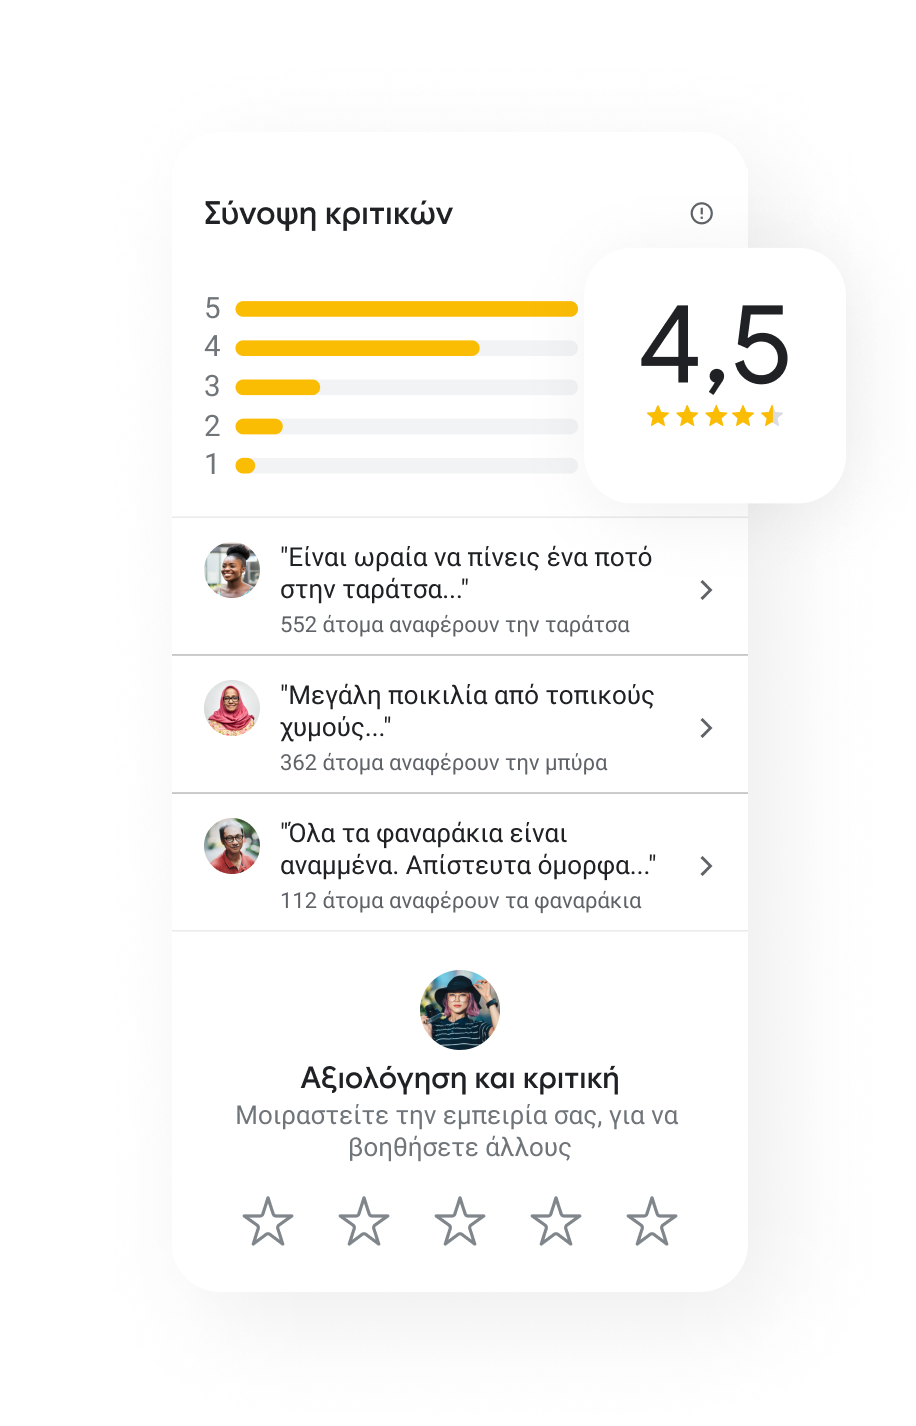 Σύνοψη κριτικών
5
4
3
2
1
4,5
"Είναι ωραία να πίνεις ένα ποτό
στην ταράτσα..."
552 άτομα αναφέρουν την ταράτσα
"Μεγάλη ποικιλία από τοπικούς
χυμούς..."
362 άτομα αναφέρουν την μπύρα
"Όλα τα φαναράκια είναι
αναμμένα. Απίστευτα όμορφα..."
112 άτομα αναφέρουν τα φαναράκια
Αξιολόγηση και κριτική
Μοιραστείτε την εμπειρία σας, για να
βοηθήσετε άλλους